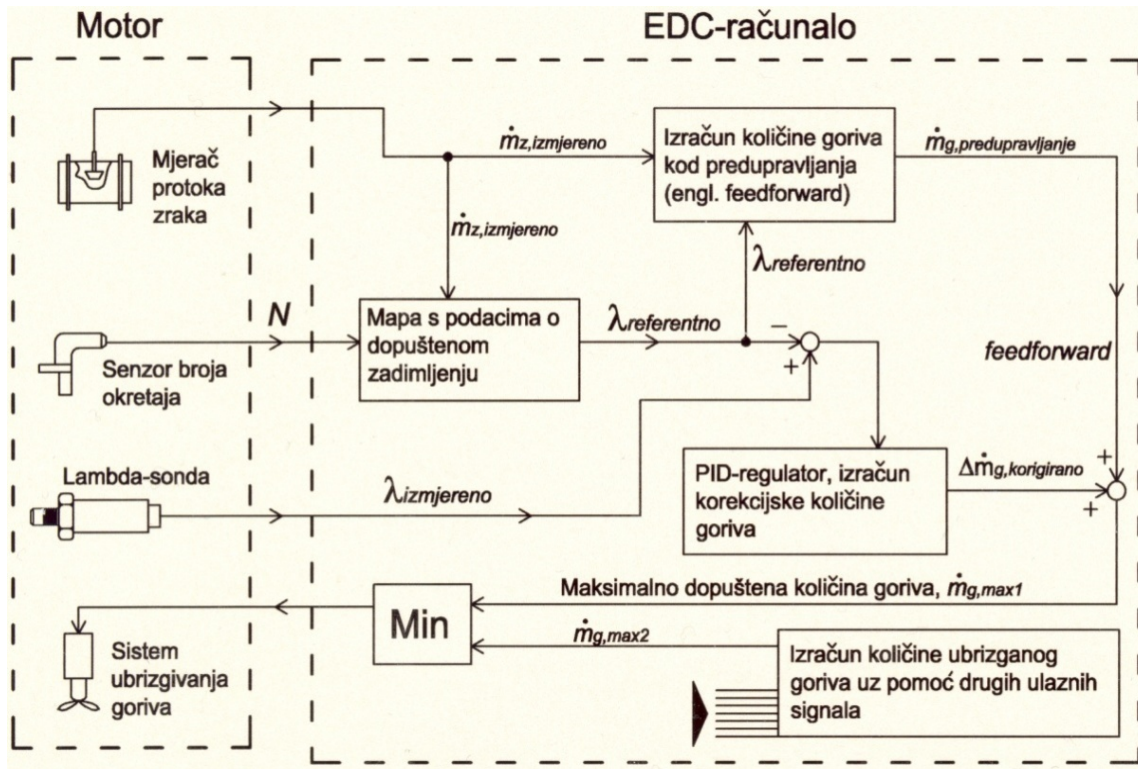 Motor
EDC-računalo
Mjerač
protoka
zraka
ṁz,izmjereno
Izračun količine goriva
kod predupravljanja
(engl. feedforward)
ṁg,predupravljanje
ṁz,izmjereno
λreferentno
N
Mapa s podacima o
dopuštenom
zadimljenju
λreferentno
−
+
Senzor broja
okretaja
feedforward
Lambda-sonda
λizmjereno
PID-regulator, izračun
korekcijske količine
goriva
Δṁg,korigirano
+
+
Maksimalno dopuštena količina goriva, ṁg,max1
Min
ṁg,max2
Sistem
ubrizgivanja
goriva
Izračun količine ubrizganog
goriva uz pomoć drugih ulaznih
signala